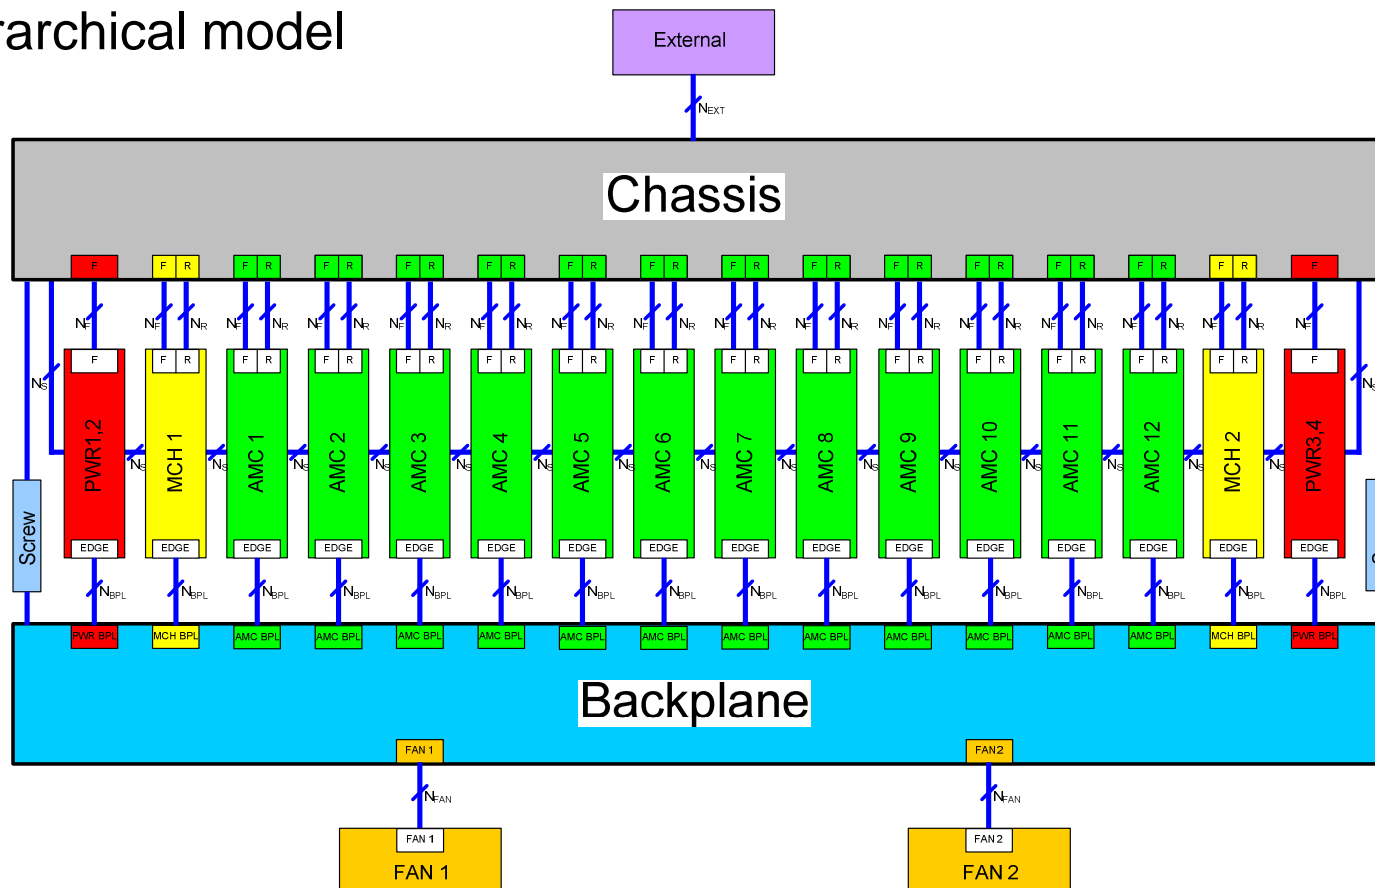 rarchical model
External
NEXT
Chassis
F F R F R F R F R F R F R F R F R F R F R F R F R F R F R F
NF NF NR NF NR NF NR NF NR NF NR NF NR NF NR NF NR NF NR NF NR NF NR NF NR NF NR NF NR NF
F F R F R F R F R F R F R F R F R F R F R F R F R F R F R F
NS NS
PWR1,2 MCH 1 AMC 1 AMC 2 AMC 3 AMC 4 AMC 5 AMC 6 AMC 7 AMC 8 AMC 9 AMC 10 AMC 11 AMC 12 MCH 2 PWR3,4
NS NS NS NS NS NS NS NS NS NS NS NS NS NS NS
Screw
EDGE EDGE EDGE EDGE EDGE EDGE EDGE EDGE EDGE EDGE EDGE EDGE EDGE EDGE EDGE EDGE
NBPL NBPL NBPL NBPL NBPL NBPL NBPL NBPL NBPL NBPL NBPL NBPL NBPL NBPL NBPL NBPL
PWR BPL MCH BPL AMC BPL AMC BPL AMC BPL AMC BPL AMC BPL AMC BPL AMC BPL AMC BPL AMC BPL AMC BPL AMC BPL AMC BPL MCH BPL PWR BPL
Backplane
FAN 1 FAN2
NFAN NFAN
FAN 1 FAN2
FAN 1 FAN 2